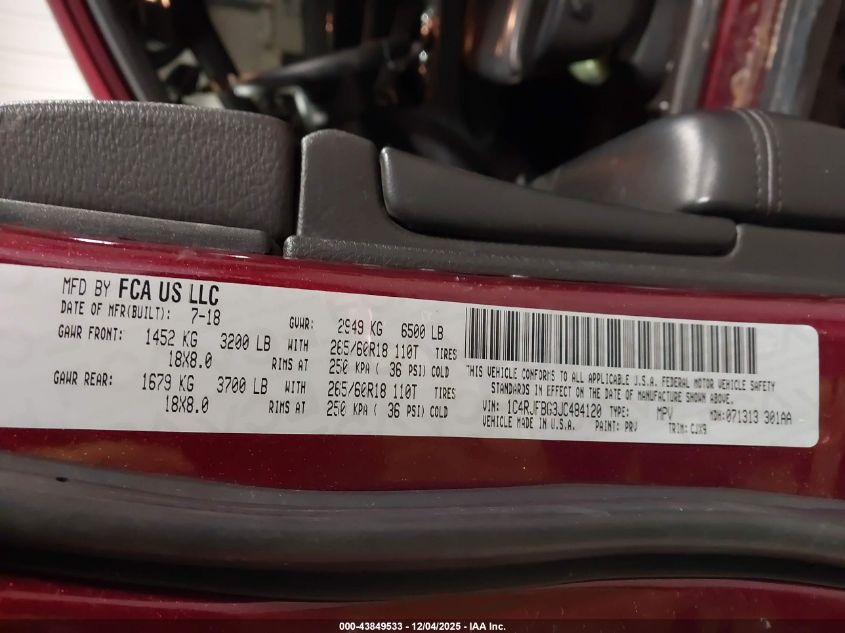 MFD BY FCA US LLC
DATE OF MFR(BUILT): 7-18 GVWR: 2949 KG 6500 LB
GAWR FRONT: 1452 KG 3200 LB WITH 265/60R18 110T TIRES
18X8.0 RIMS AT 250 KPA ( 36 PSI) COLD
GAWR REAR: 1679 KG 3700 LB WITH 265/60R18 110T TIRES
18X8.0 RIMS AT 250 KPA ( 36 PSI) COLD
THIS VEHICLE CONFORMS TO ALL APPLICABLE U.S.A. FEDERAL MOTOR VEHICLE SAFETY
STANDARDS IN EFFECT ON THE DATE OF MANUFACTURE SHOWN ABOVE.
VIN: 1C4RJFBG3JC484120 TYPE: MPV MDH: 071313 301AA
VEHICLE MADE IN U.S.A. PAINT: PRV TRIM: CJX9
000-43849533 - 12/04/2025 - IAA Inc.